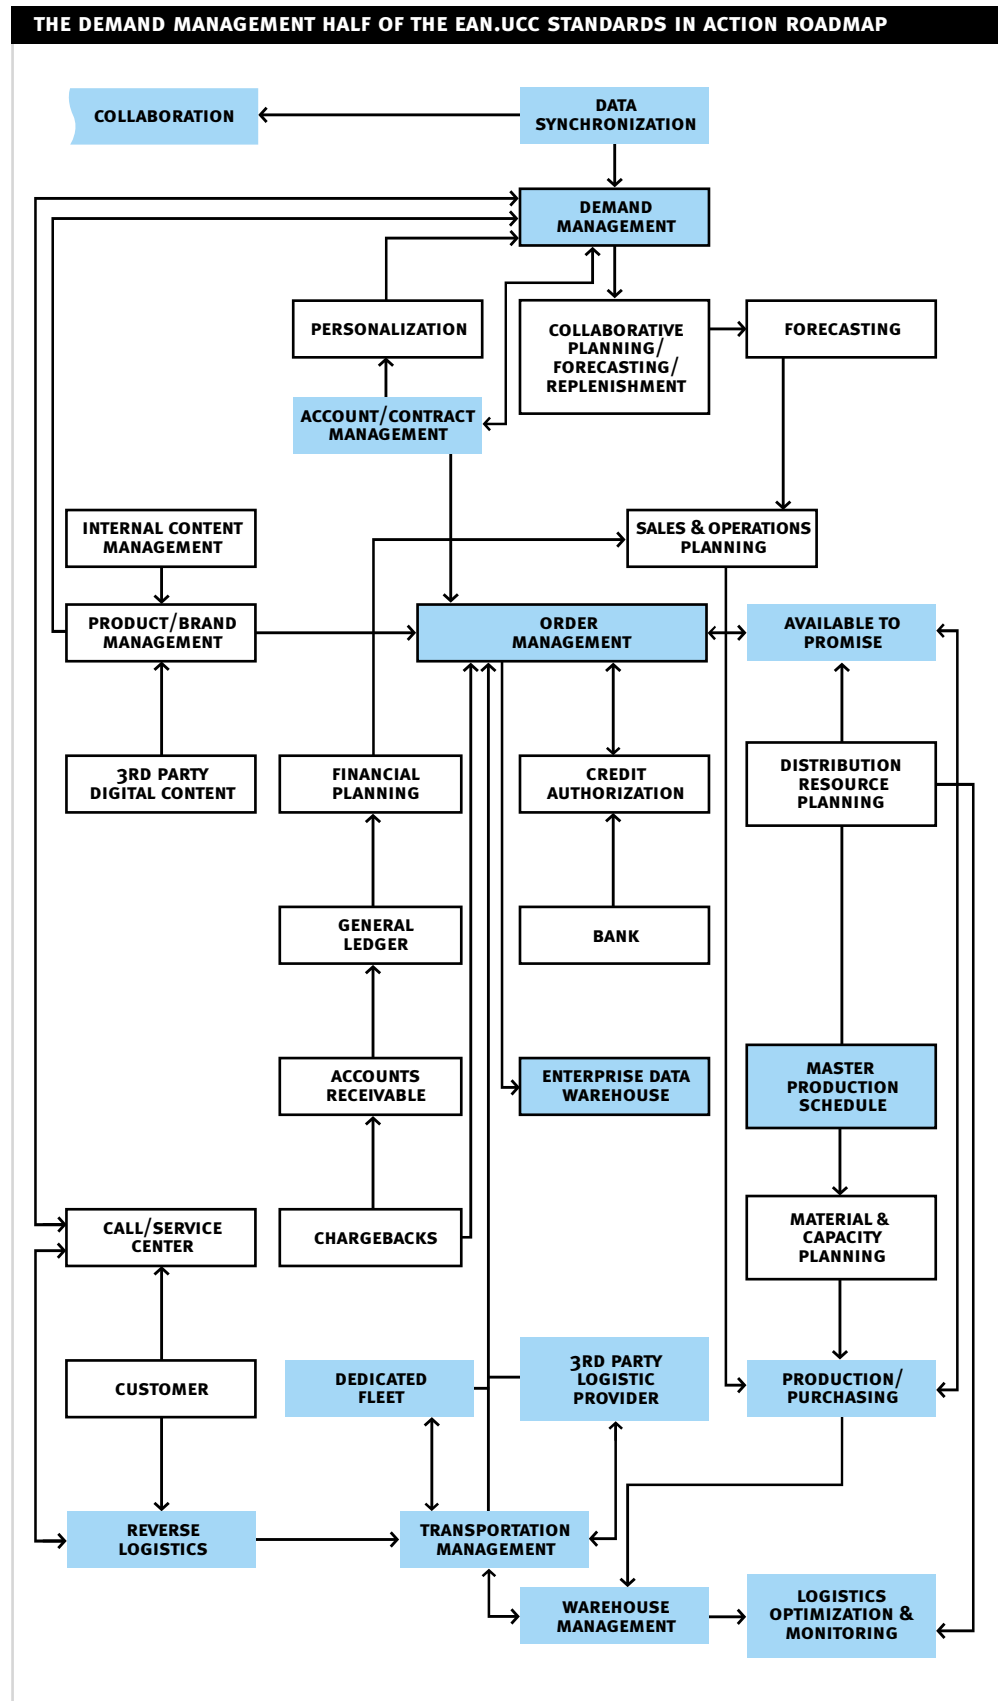 THE DEMAND MANAGEMENT HALF OF THE EAN.UCC STANDARDS IN ACTION ROADMAP
COLLABORATION
DATA
SYNCHRONIZATION
DEMAND
MANAGEMENT
PERSONALIZATION
COLLABORATIVE
PLANNING/
FORECASTING/
REPLENISHMENT
FORECASTING
ACCOUNT/CONTRACT
MANAGEMENT
INTERNAL CONTENT
MANAGEMENT
SALES & OPERATIONS
PLANNING
PRODUCT/BRAND
MANAGEMENT
ORDER
MANAGEMENT
AVAILABLE TO
PROMISE
3RD PARTY
DIGITAL CONTENT
FINANCIAL
PLANNING
CREDIT
AUTHORIZATION
DISTRIBUTION
RESOURCE
PLANNING
GENERAL
LEDGER
BANK
ACCOUNTS
RECEIVABLE
ENTERPRISE DATA
WAREHOUSE
MASTER
PRODUCTION
SCHEDULE
CALL/SERVICE
CENTER
CHARGEBACKS
MATERIAL &
CAPACITY
PLANNING
CUSTOMER
DEDICATED
FLEET
3RD PARTY
LOGISTIC
PROVIDER
PRODUCTION/
PURCHASING
REVERSE
LOGISTICS
TRANSPORTATION
MANAGEMENT
WAREHOUSE
MANAGEMENT
LOGISTICS
OPTIMIZATION &
MONITORING